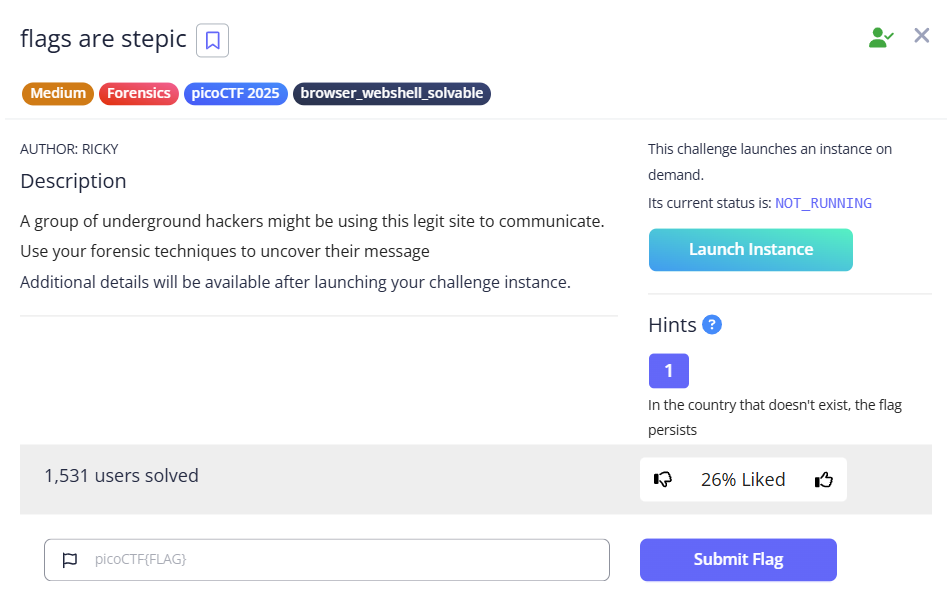 flags are stepic
Medium Forensics picoCTF 2025 browser_webshell_solvable
AUTHOR: RICKY
Description
A group of underground hackers might be using this legit site to communicate.
Use your forensic techniques to uncover their message
Additional details will be available after launching your challenge instance.
This challenge launches an instance on
demand.
Its current status is: NOT_RUNNING
Launch Instance
Hints ?
1
In the country that doesn't exist, the flag
persists
1,531 users solved
26% Liked
picoCTF{FLAG}
Submit Flag